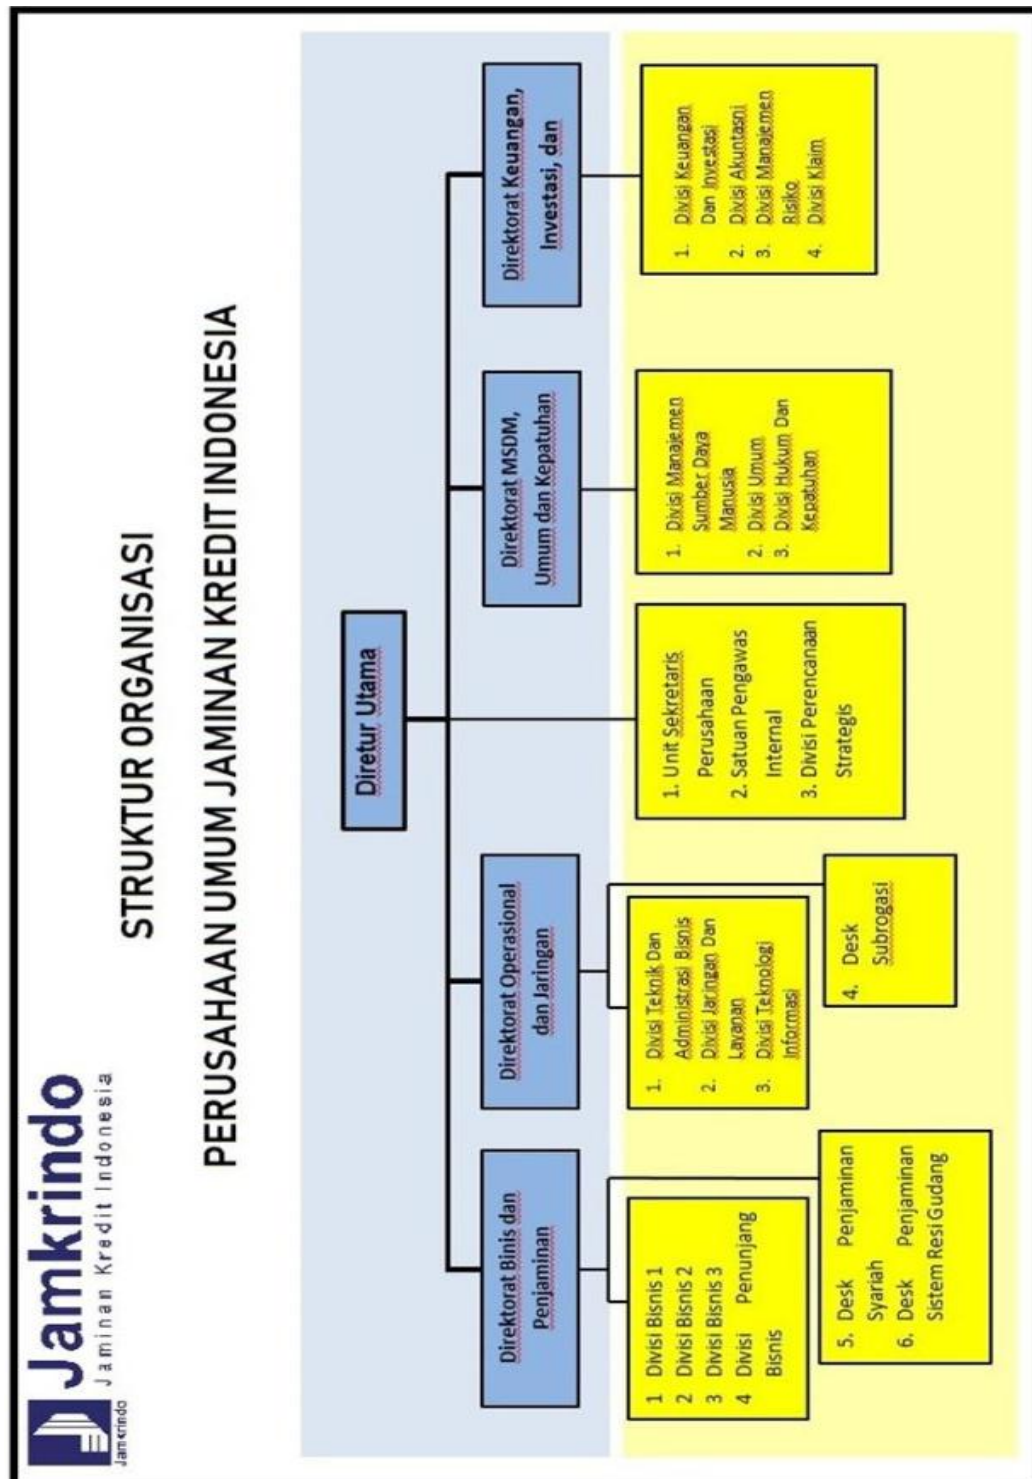 Jamkrindo
Jamkrindo
Jaminan Kredit Indonesia
STRUKTUR ORGANISASI
PERUSAHAAN UMUM JAMINAN KREDIT INDONESIA
Diretur Utama
Direktorat Binis dan
Penjaminan
Direktorat Operasional
dan Jaringan
Direktorat MSDM,
Umum dan Kepatuhan
Direktorat Keuangan,
Investasi, dan
1 Divisi Bisnis 1
2 Divisi Bisnis 2
3 Divisi Bisnis 3
4 Divisi Penunjang
Bisnis
5. Desk Penjaminan
Syariah
6. Desk Penjaminan
Sistem Resi Gudang
1. Divisi Teknik Dan
Administrasi Bisnis
2. Divisi Jaringan Dan
Layanan
3. Divisi Teknologi
Informasi
4. Desk
Subrogasi
1. Unit Sekretaris
Perusahaan
2. Satuan Pengawas
Internal
3. Divisi Perencanaan
Strategis
1. Divisi Manajemen
Sumber Daya
Manusia
2. Divisi Umum
3. Divisi Hukum Dan
Kepatuhan
1. Divisi Keuangan
Dan Investasi
2. Divisi Akuntasni
3. Divisi Manajemen
Risiko
4. Divisi Klaim